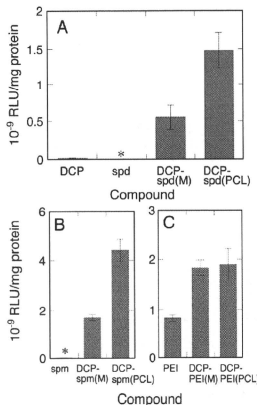 A
10⁻⁹ RLU/mg protein
2
1.5
1
0.5
0
*
DCP
spd
DCP-
spd(M)
DCP-
spd(PCL)
Compound
B
10⁻⁹ RLU/mg protein
6
4
2
0
*
spm
DCP-
spm(M)
DCP-
spm(PCL)
C
3
2
1
0
PEI
DCP-
PEI(M)
DCP-
PEI(PCL)
Compound